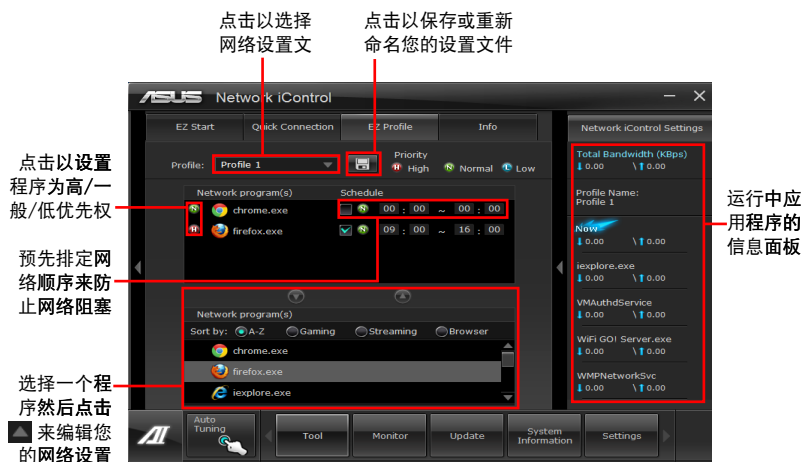 点击以选择
网络设置文
点击以保存或重新
命名您的设置文件
ASUS Network iControl
EZ Start Quick Connection EZ Profile Info
Network iControl Settings
Profile: Profile 1
Priority
H High N Normal L Low
Network program(s) Schedule
N chrome.exe N 00 : 00 ~ 00 : 00
H firefox.exe N 09 : 00 ~ 16 : 00
Network program(s)
Sort by: A-Z Gaming Streaming Browser
chrome.exe
firefox.exe
iexplore.exe
Total Bandwidth (KBps)
0.00 \ 0.00
Profile Name:
Profile 1
Now
0.00 \ 0.00
iexplore.exe
0.00 \ 0.00
VMAuthdService
0.00 \ 0.00
WiFi GO! Server.exe
0.00 \ 0.00
WMPNetworkSvc
0.00 \ 0.00
Auto
Tuning
Tool Monitor Update
System
Information
Settings
点击以设置
程序为高/一
般/低优先权
预先排定网
络顺序来防
止网络阻塞
选择一个程
序然后点击
来编辑您
的网络设置
运行中应
用程序的
信息面板